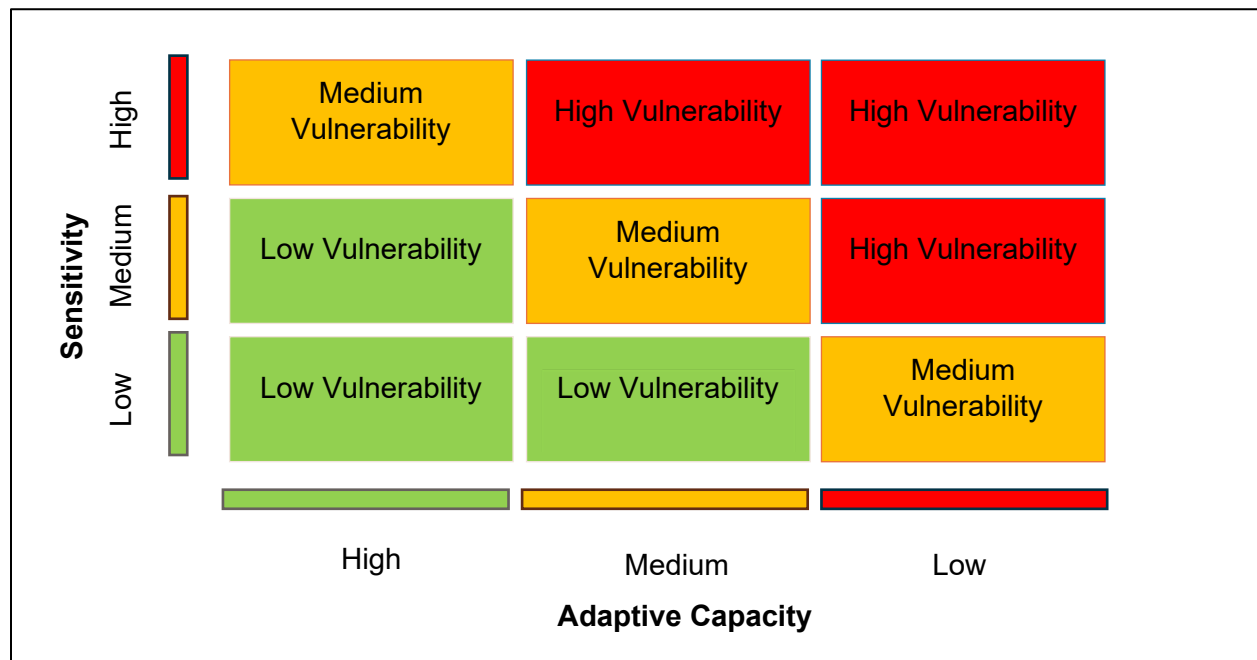 Sensitivity
High
Medium
Vulnerability
High Vulnerability
High Vulnerability
Medium
Low Vulnerability
Medium
Vulnerability
High Vulnerability
Low
Low Vulnerability
Low Vulnerability
Medium
Vulnerability
High
Medium
Low
Adaptive Capacity